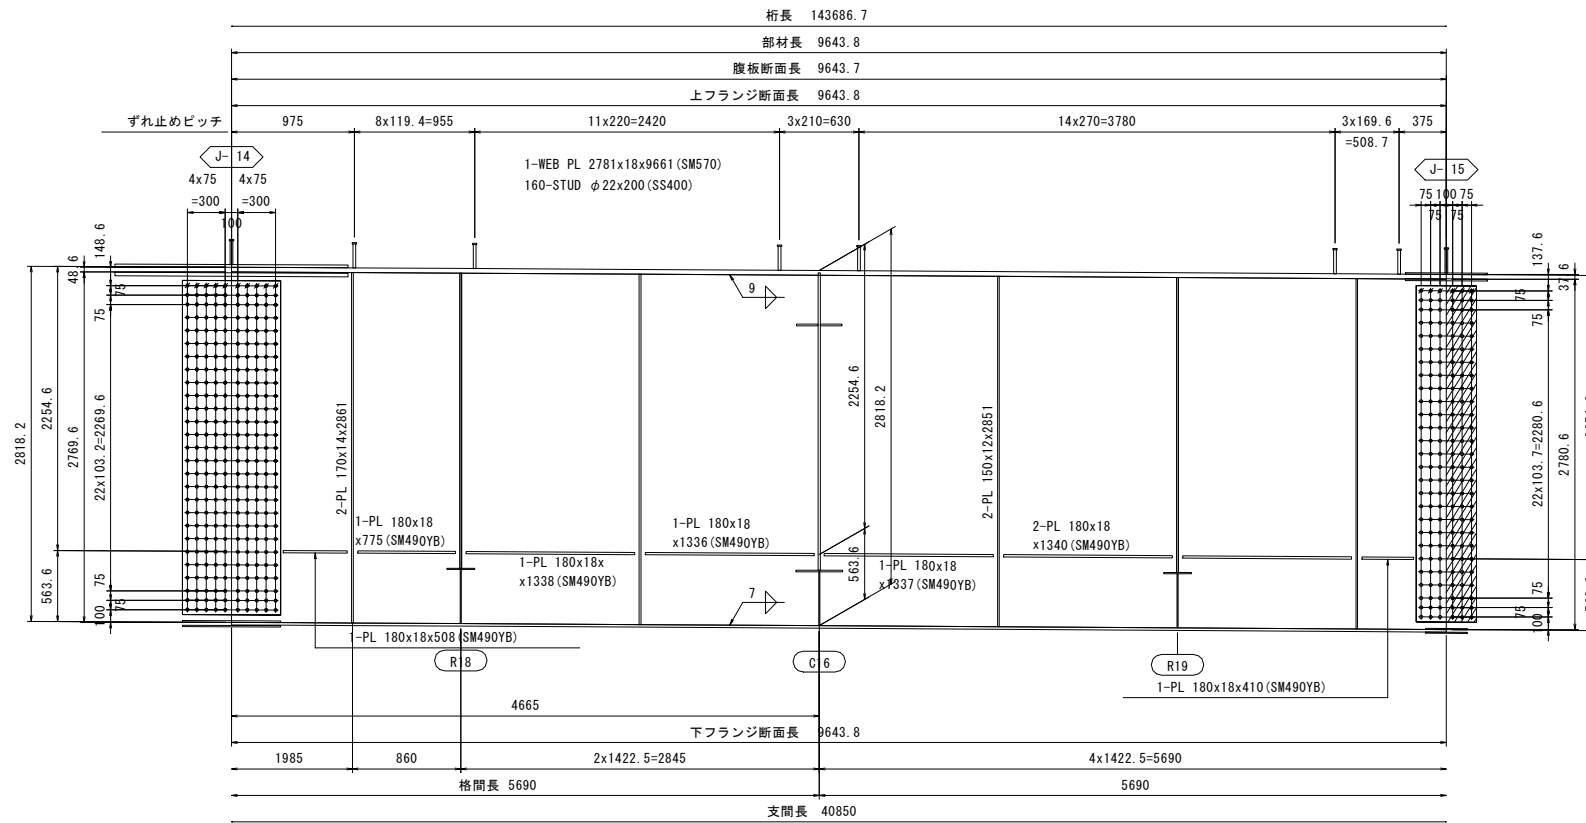 桁長 143686.7
部材長 9643.8
腹板断面長 9643.7
上フランジ断面長 9643.8
ずれ止めピッチ 975 8x119.4=955 11x220=2420 3x210=630 14x270=3780 3x169.6 375
=508.7
J- 14
J- 15
1-WEB PL 2781x18x9661(SM570)
160-STUD φ22x200(SS400)
4x75 4x75
=300 =300
100
75 100 75
75 75
148.6
48.6
75
75
137.6
37.6
75
75
9
2818.2
2254.6
2769.6
22x103.2=2269.6
563.6
75
75
100
2-PL 170x14x2861
2254.6
2818.2
563.6
2-PL 150x12x2851
22x103.7=2280.6
2780.6
75
75
100
1-PL 180x18
x775(SM490YB)
1-PL 180x18x
x1338(SM490YB)
1-PL 180x18
x1336(SM490YB)
1-PL 180x18
x1337(SM490YB)
2-PL 180x18
x1340(SM490YB)
7
1-PL 180x18x508(SM490YB)
R18
C16
R19
1-PL 180x18x410(SM490YB)
4665
下フランジ断面長 9643.8
1985 860 2x1422.5=2845 4x1422.5=5690
格間長 5690 5690
支間長 40850